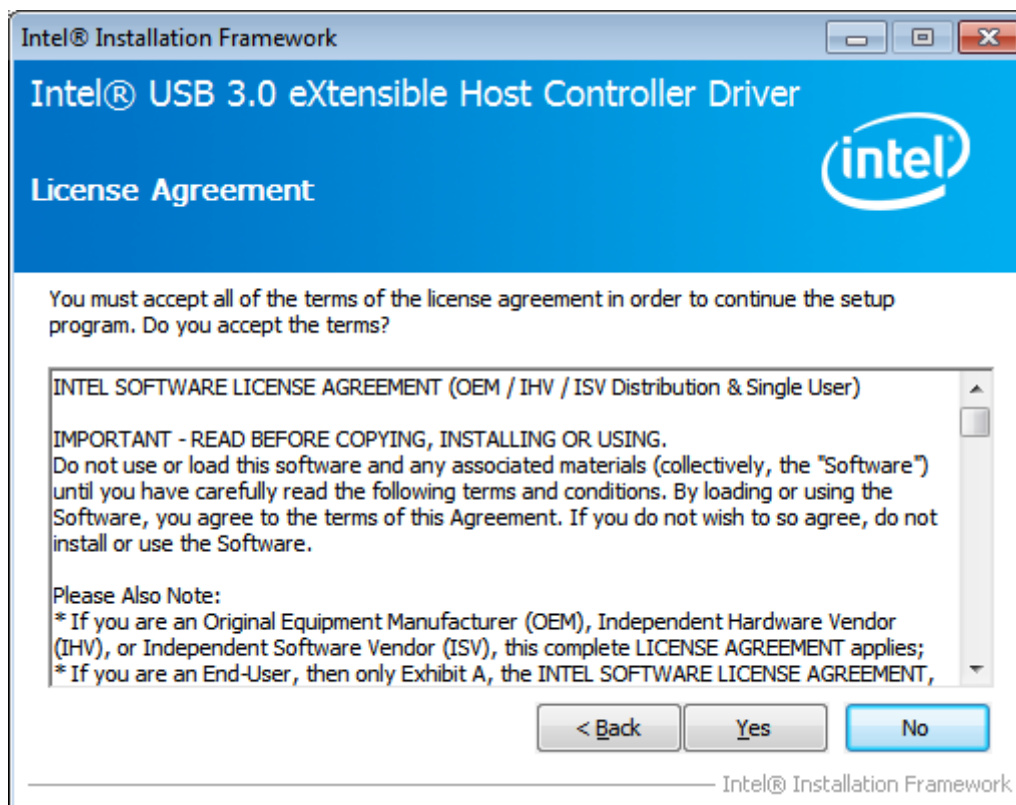 Intel® Installation Framework
Intel® USB 3.0 eXtensible Host Controller Driver
intel
License Agreement
You must accept all of the terms of the license agreement in order to continue the setup
program. Do you accept the terms?
INTEL SOFTWARE LICENSE AGREEMENT (OEM / IHV / ISV Distribution & Single User)
IMPORTANT - READ BEFORE COPYING, INSTALLING OR USING.
Do not use or load this software and any associated materials (collectively, the "Software")
until you have carefully read the following terms and conditions. By loading or using the
Software, you agree to the terms of this Agreement. If you do not wish to so agree, do not
install or use the Software.
Please Also Note:
* If you are an Original Equipment Manufacturer (OEM), Independent Hardware Vendor
(IHV), or Independent Software Vendor (ISV), this complete LICENSE AGREEMENT applies;
* If you are an End-User, then only Exhibit A, the INTEL SOFTWARE LICENSE AGREEMENT,
< Back Yes No
Intel® Installation Framework